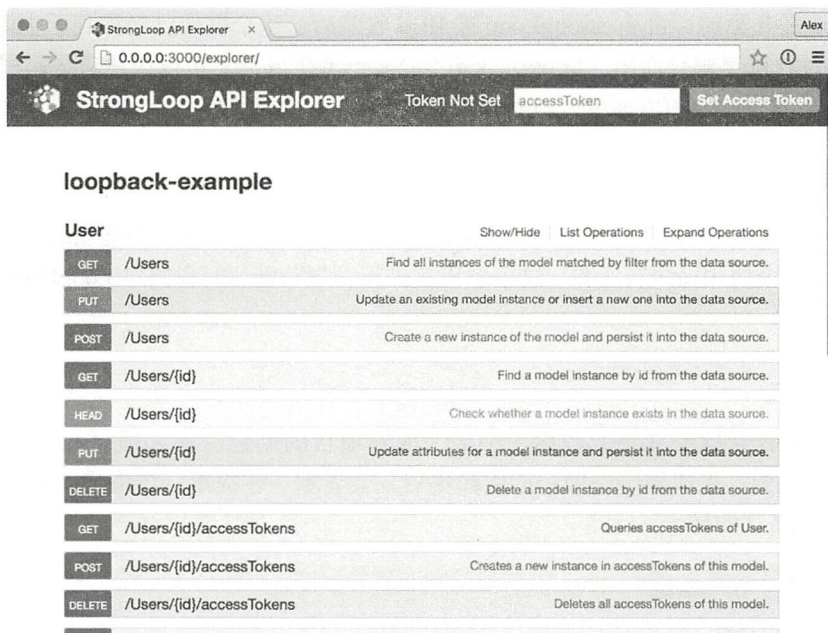 StrongLoop API Explorer ×
Alex
0.0.0.0:3000/explorer/
StrongLoop API Explorer Token Not Set accessToken Set Access Token
loopback-example
User Show/Hide List Operations Expand Operations
GET /Users Find all instances of the model matched by filter from the data source.
PUT /Users Update an existing model instance or insert a new one into the data source.
POST /Users Create a new instance of the model and persist it into the data source.
GET /Users/{id} Find a model instance by id from the data source.
HEAD /Users/{id} Check whether a model instance exists in the data source.
PUT /Users/{id} Update attributes for a model instance and persist it into the data source.
DELETE /Users/{id} Delete a model instance by id from the data source.
GET /Users/{id}/accessTokens Queries accessTokens of User.
POST /Users/{id}/accessTokens Creates a new instance in accessTokens of this model.
DELETE /Users/{id}/accessTokens Deletes all accessTokens of this model.